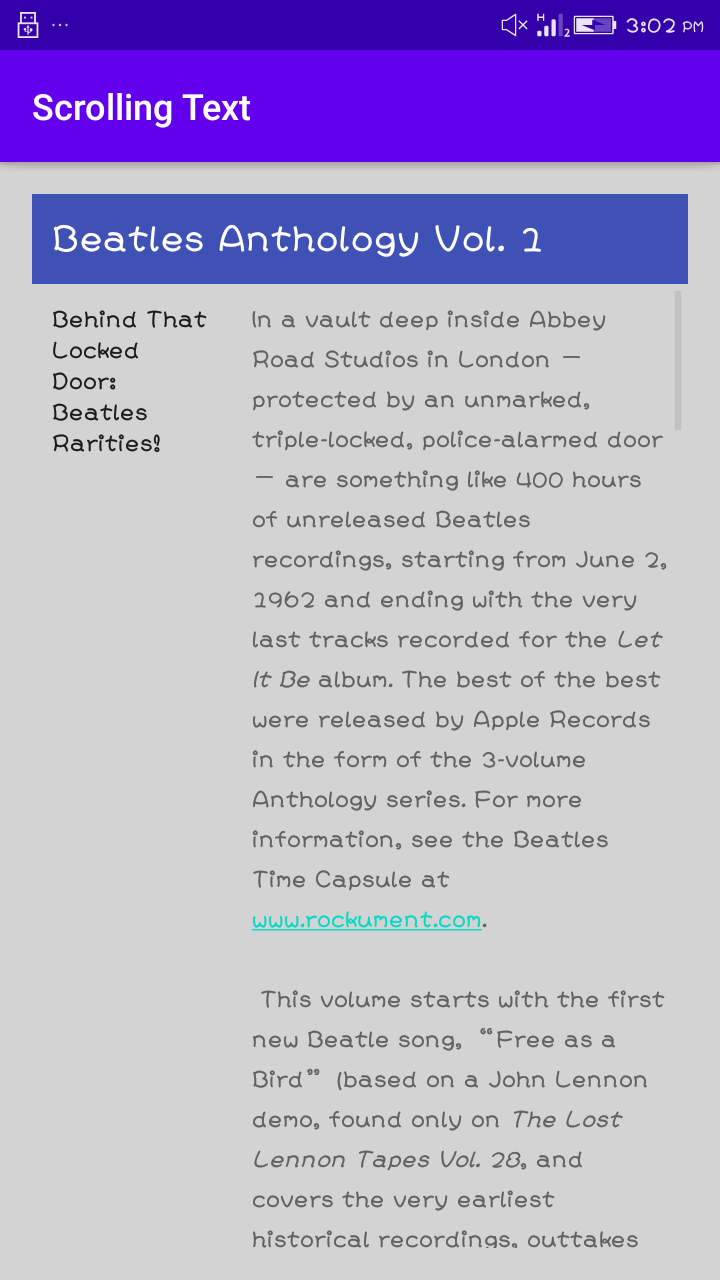 3:02 PM
Scrolling Text
Beatles Anthology Vol. 1
Behind That
Locked
Door:
Beatles
Rarities!
In a vault deep inside Abbey
Road Studios in London —
protected by an unmarked,
triple-locked, police-alarmed door
— are something like 400 hours
of unreleased Beatles
recordings, starting from June 2,
1962 and ending with the very
last tracks recorded for the Let
It Be album. The best of the best
were released by Apple Records
in the form of the 3-volume
Anthology series. For more
information, see the Beatles
Time Capsule at
www.rockument.com.
This volume starts with the first
new Beatle song, “Free as a
Bird” (based on a John Lennon
demo, found only on The Lost
Lennon Tapes Vol. 28, and
covers the very earliest
historical recordings, outtakes